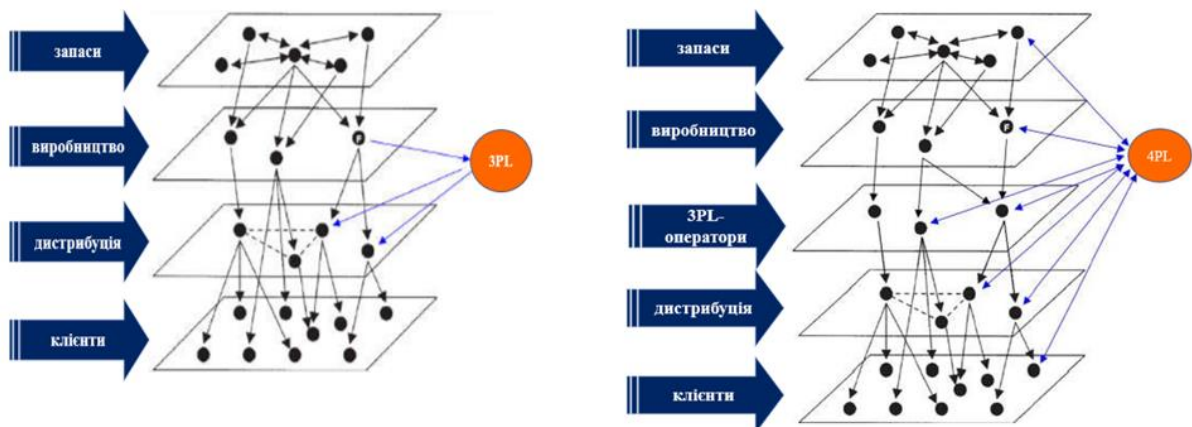 запаси
виробництво
F
3PL
дистрибуція
клієнти
запаси
виробництво
F
4PL
3PL-
оператори
дистрибуція
клієнти